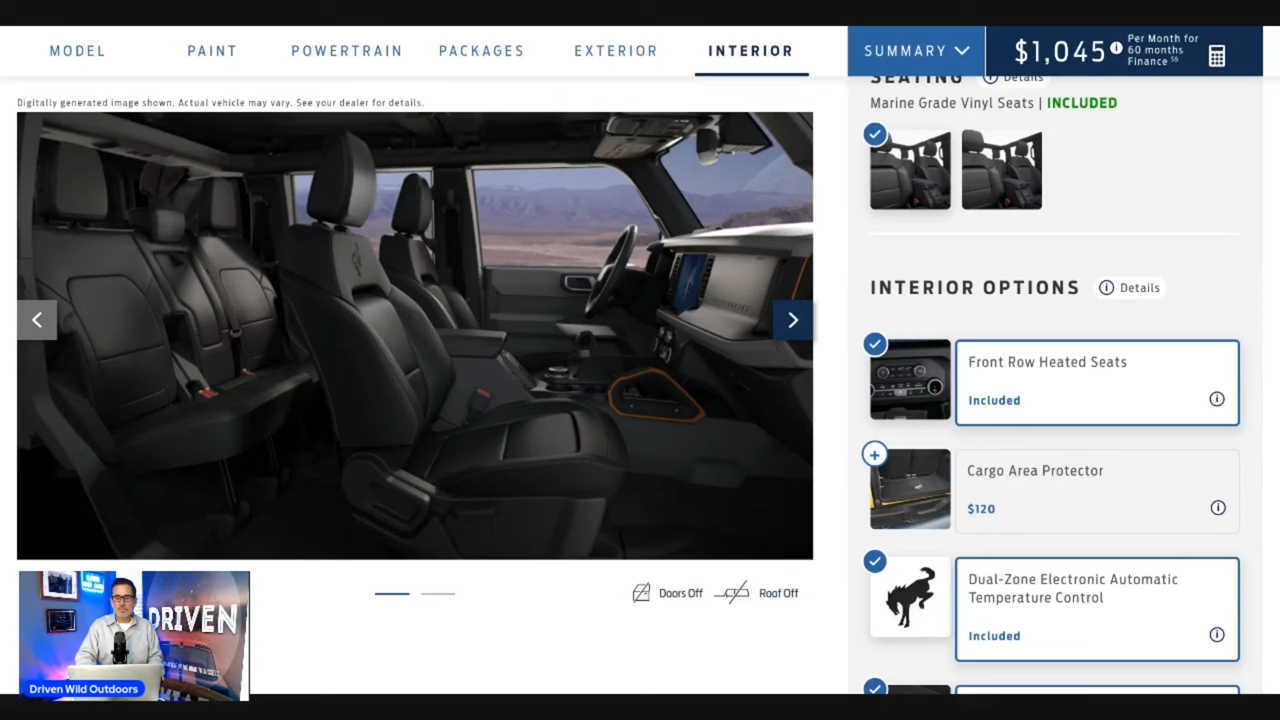 MODEL
PAINT
POWERTRAIN
PACKAGES
EXTERIOR
INTERIOR
SUMMARY
$1,045
Per Month for
60 months
Finance 55
Digitally generated image shown. Actual vehicle may vary. See your dealer for details.
SEATING
Details
Marine Grade Vinyl Seats | INCLUDED
INTERIOR OPTIONS
Details
Front Row Heated Seats
Included
Cargo Area Protector
$120
Dual-Zone Electronic Automatic
Temperature Control
Included
Doors Off
Roof Off
DRIVEN
Driven Wild Outdoors